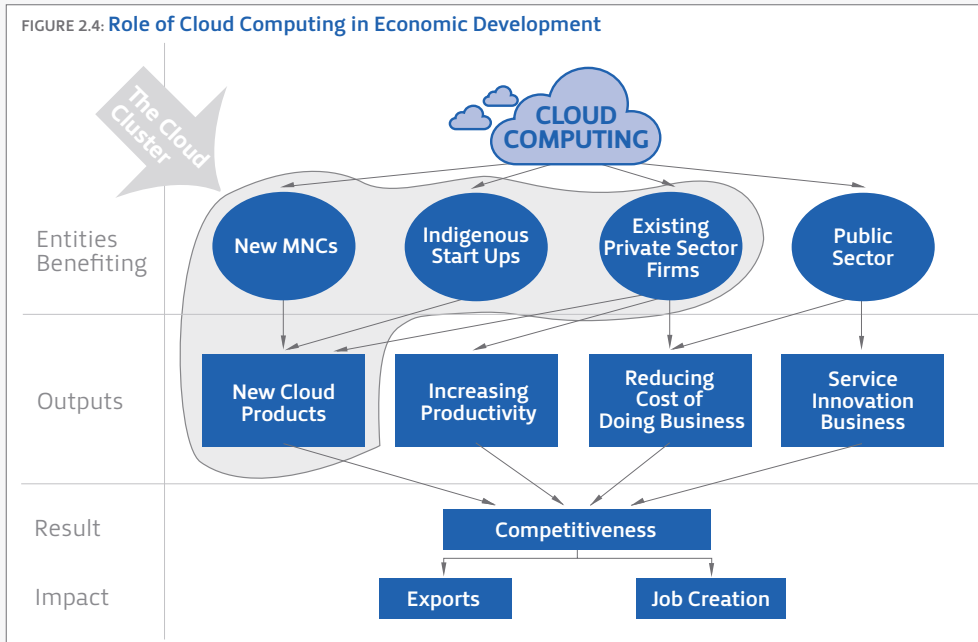 FIGURE 2.4: Role of Cloud Computing in Economic Development
The Cloud
Cluster
CLOUD
COMPUTING
Entities
Benefiting
New MNCs
Indigenous
Start Ups
Existing
Private Sector
Firms
Public
Sector
Outputs
New Cloud
Products
Increasing
Productivity
Reducing
Cost of
Doing Business
Service
Innovation
Business
Result
Competitiveness
Impact
Exports
Job Creation